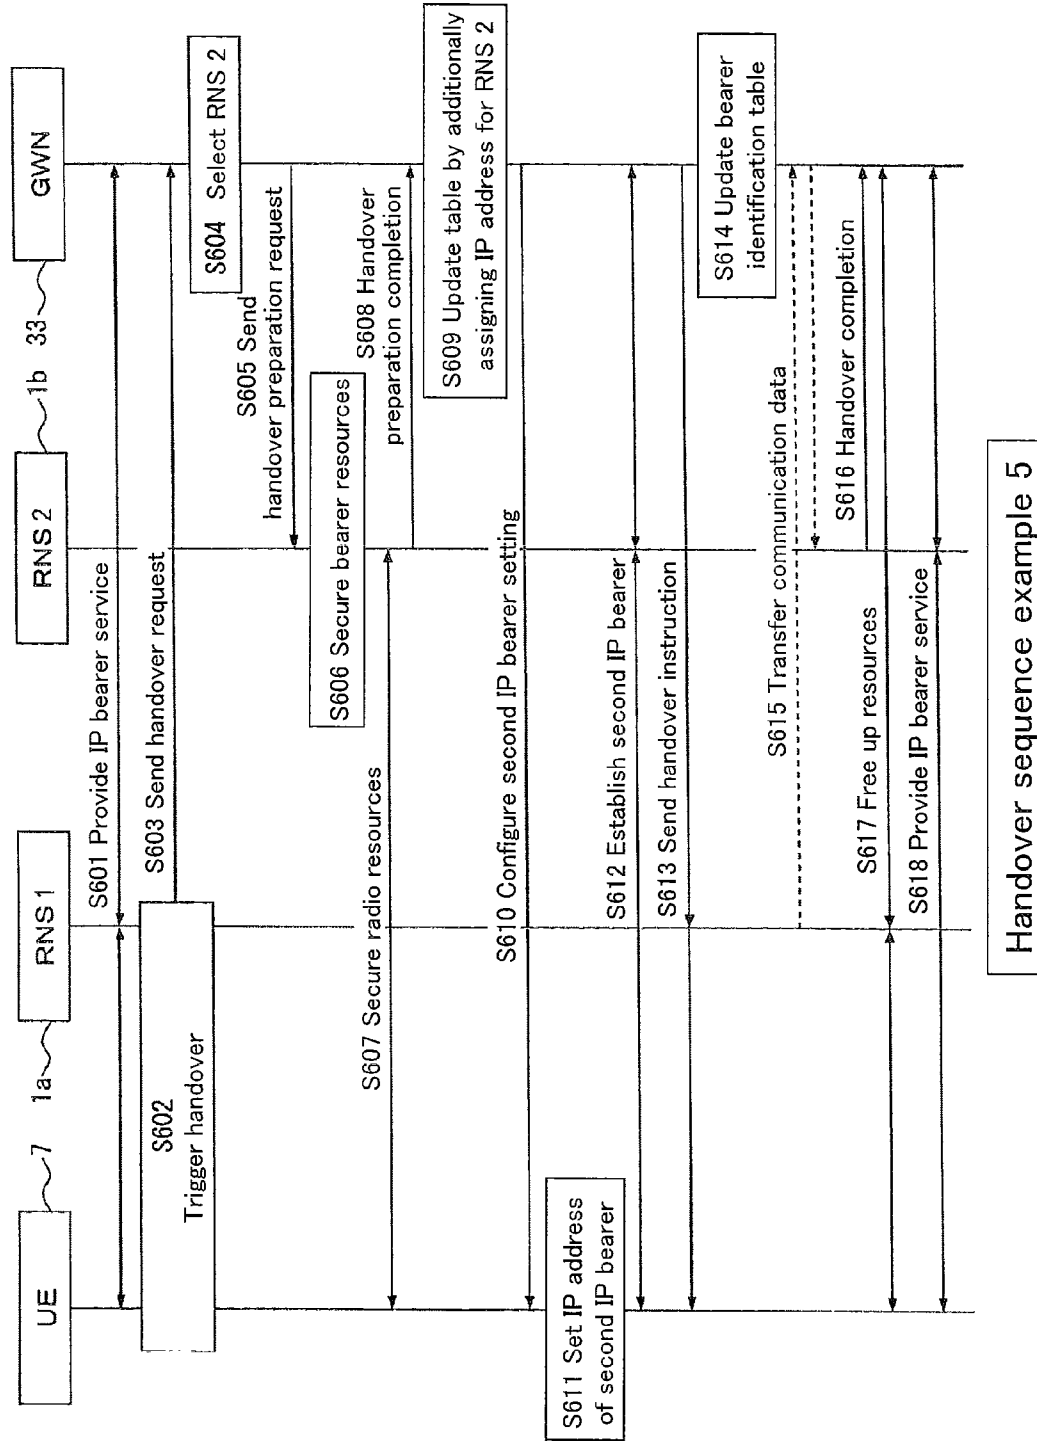 UE
7
RNS 1
1a
RNS 2
1b
GWN
33
S601 Provide IP bearer service
S602
Trigger handover
S603 Send handover request
S604 Select RNS 2
S605 Send
handover preparation request
S606 Secure bearer resources
S607 Secure radio resources
S608 Handover
preparation completion
S609 Update table by additionally
assigning IP address for RNS 2
S610 Configure second IP bearer setting
S611 Set IP address
of second IP bearer
S612 Establish second IP bearer
S613 Send handover instruction
S614 Update bearer
identification table
S615 Transfer communication data
S616 Handover completion
S617 Free up resources
S618 Provide IP bearer service
Handover sequence example 5